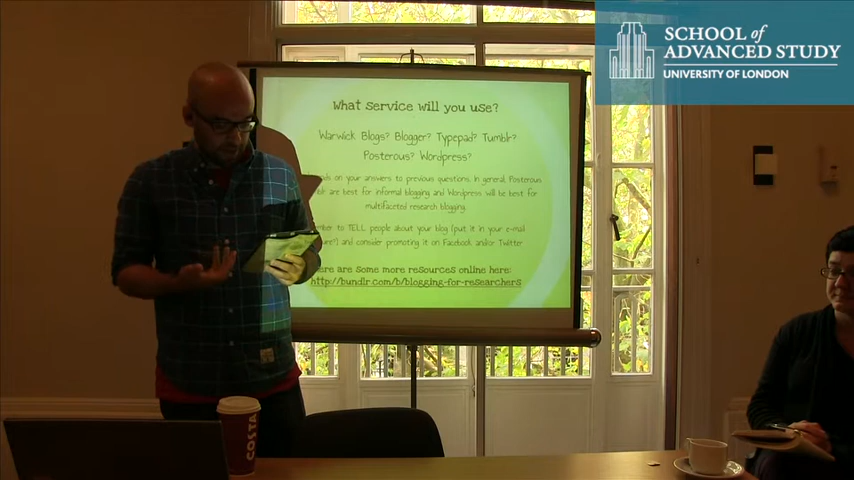 SCHOOL of
ADVANCED STUDY
UNIVERSITY OF LONDON
What service will you use?
Warwick Blogs? Blogger? Typepad? Tumblr?
Posterous? Wordpress?
on your answers to previous questions. In general, Posterous
are best for informal blogging and Wordpress will be best for
multifaceted research blogging.
to TELL people about your blog (put it in your e-mail
and consider promoting it on Facebook and/or Twitter
ere are some more resources online here:
http://bundlr.com/b/blogging-for-researchers
COSTA